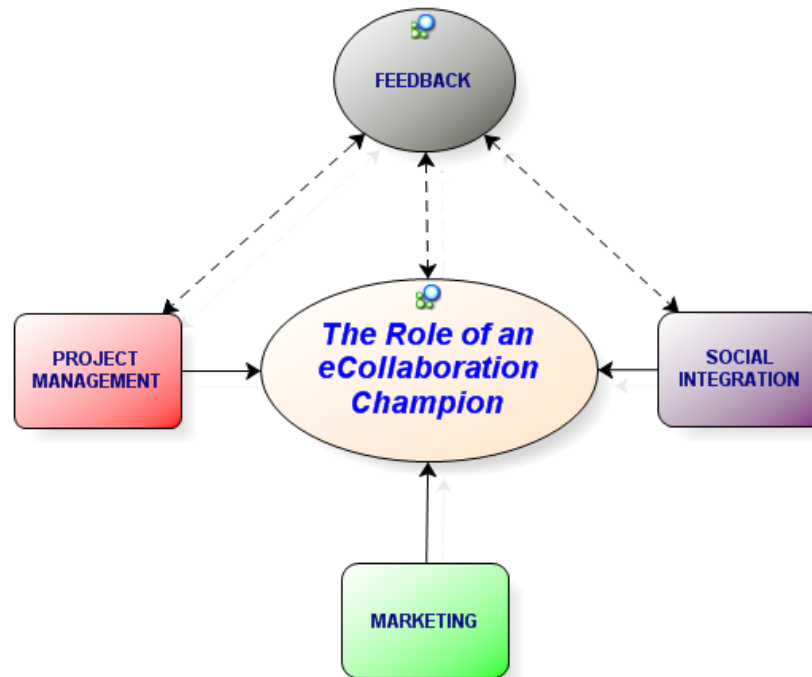 FEEDBACK
The Role of an
eCollaboration
Champion
PROJECT
MANAGEMENT
SOCIAL
INTEGRATION
MARKETING